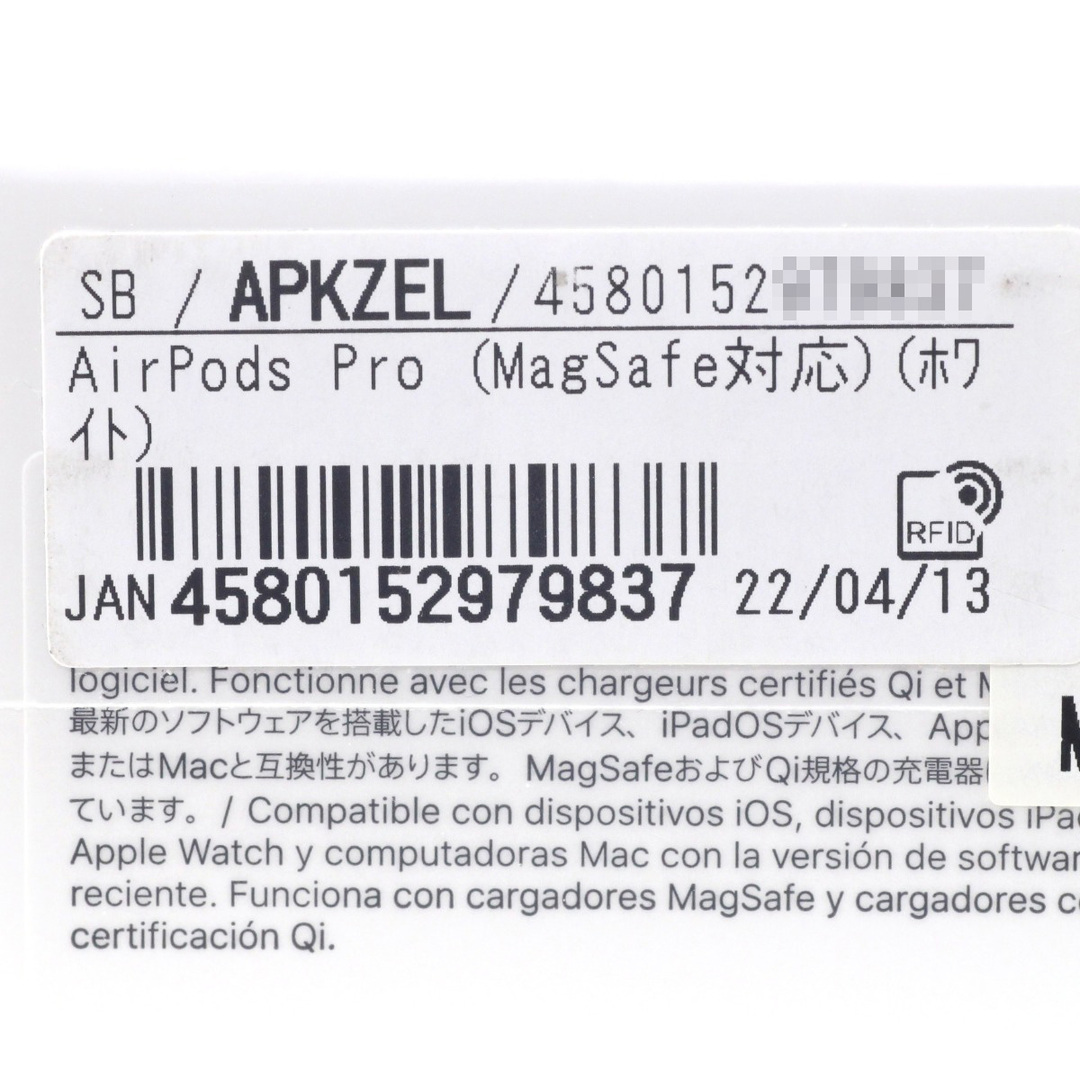 SB / APKZEL / 4580152
AirPods Pro (MagSafe対応)(ホワ
イト)
RFID
JAN 4580152979837 22/04/13
logiciel. Fonctionne avec les chargeurs certifiés Qi et M
最新のソフトウェアを搭載したiOSデバイス、iPadOSデバイス、App
またはMacと互換性があります。MagSafeおよびQi規格の充電器
ています。 / Compatible con dispositivos iOS, dispositivos iPad
Apple Watch y computadoras Mac con la versión de softwar
reciente. Funciona con cargadores MagSafe y cargadores co
certificación Qi.